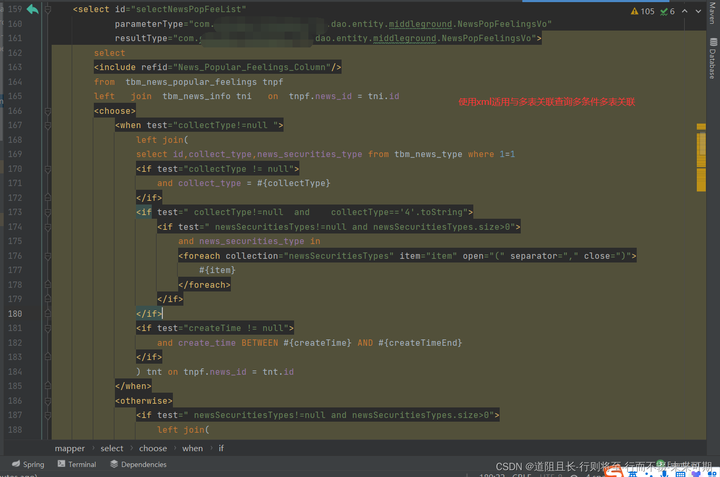 159 <select id="selectNewsPopFeeList"
160 parameterType="com. .dao.entity.middleground.NewsPopFeelingsVo"
161 resultType="com. .dao.entity.middleground.NewsPopFeelingsVo">
162 select
163 <include refid="News_Popular_Feelings_Column"/>
164 from tbm_news_popular_feelings tnpf
165 left join tbm_news_info tni on tnpf.news_id = tni.id
使用xml适用与多表关联查询多条件多表关联
166 <choose>
167 <when test="collectType!=null ">
168 left join(
169 select id,collect_type,news_securities_type from tbm_news_type where 1=1
170 <if test="collectType != null">
171 and collect_type = #{collectType}
172 </if>
173 <if test=" collectType!=null and collectType=='4'.toString">
174 <if test=" newsSecuritiesTypes!=null and newsSecuritiesTypes.size>0">
175 and news_securities_type in
176 <foreach collection="newsSecuritiesTypes" item="item" open="(" separator="," close=")">
177 #{item}
178 </foreach>
179 </if>
180 </if>
181 <if test="createTime != null">
182 and create_time BETWEEN #{createTime} AND #{createTimeEnd}
183 </if>
184 ) tnt on tnpf.news_id = tnt.id
185 </when>
186 <otherwise>
187 <if test=" newsSecuritiesTypes!=null and newsSecuritiesTypes.size>0">
188 left join(
105 6
Maven
Database
mapper › select › choose › when › if
Spring Terminal Dependencies
CSDN @道阻且长-行则将至-行而不辍-未来可期